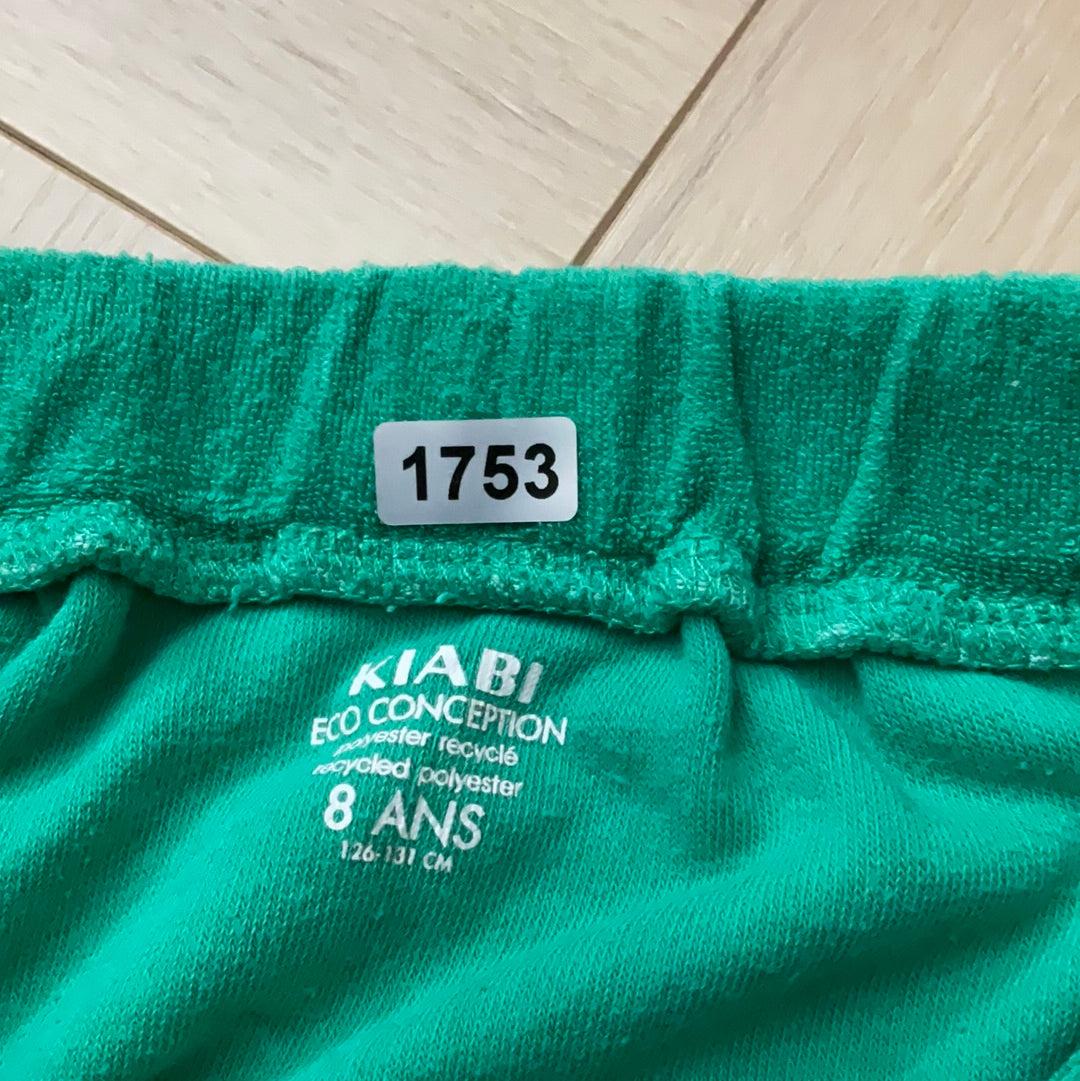 1753
KIABI
ECO CONCEPTION
polyester recyclé
recycled polyester
8 ANS
126-131 CM